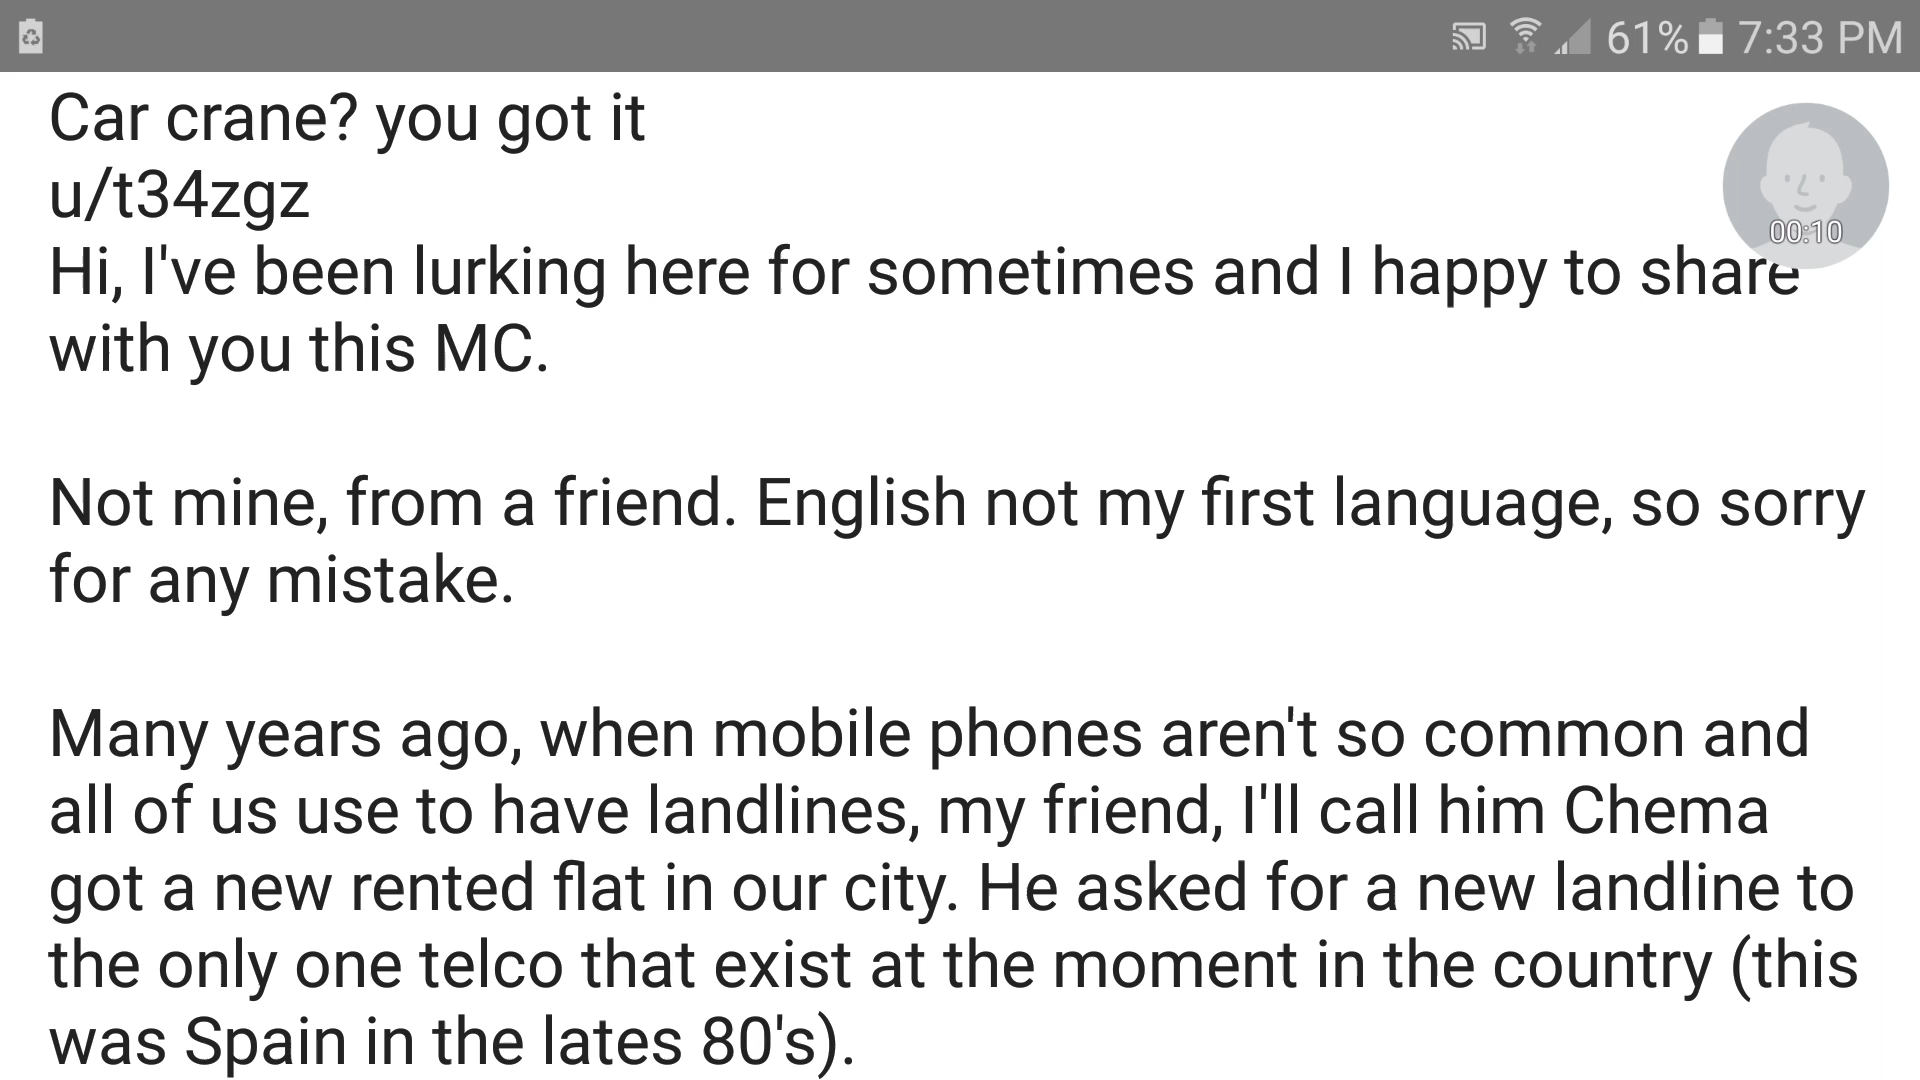 61% 7:33 PM
Car crane? you got it
u/t34zgz
00:10
Hi, I've been lurking here for sometimes and I happy to share
with you this MC.
Not mine, from a friend. English not my first language, so sorry
for any mistake.
Many years ago, when mobile phones aren't so common and
all of us use to have landlines, my friend, I'll call him Chema
got a new rented flat in our city. He asked for a new landline to
the only one telco that exist at the moment in the country (this
was Spain in the lates 80's).